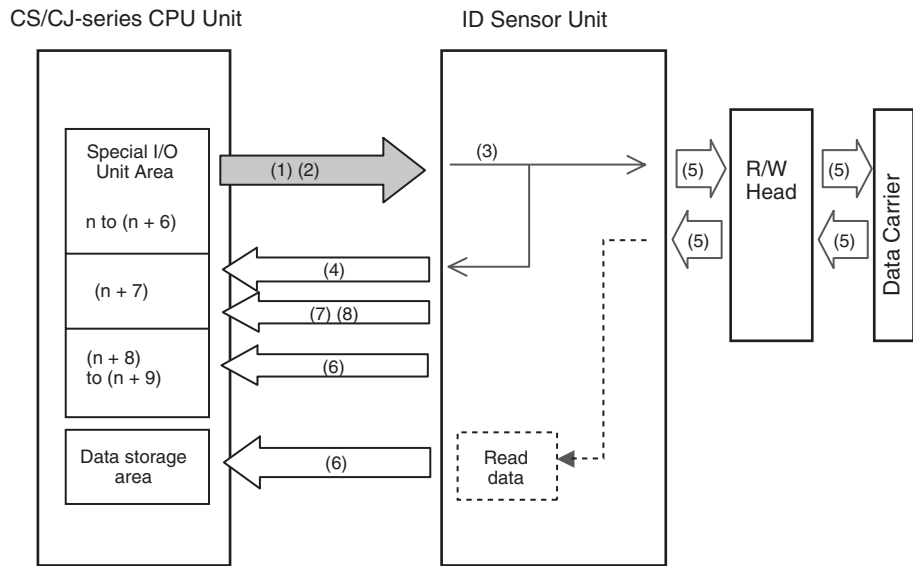 CS/CJ-series CPU Unit
ID Sensor Unit
Special I/O
Unit Area
n to (n + 6)
(n + 7)
(n + 8)
to (n + 9)
Data storage
area
(1) (2)
(4)
(7) (8)
(6)
(6)
(3)
Read
data
(5)
(5)
R/W
Head
(5)
(5)
Data Carrier